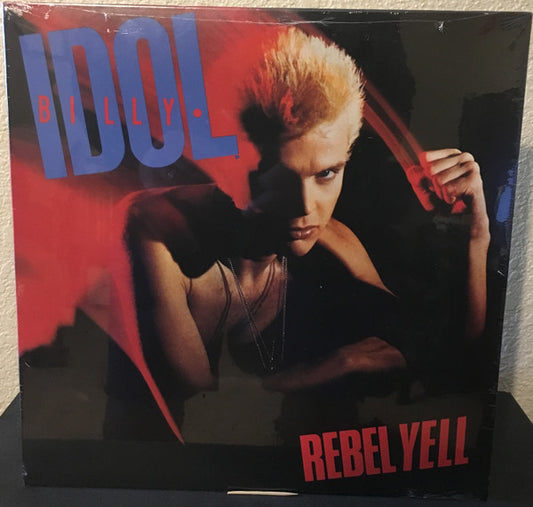 BILLY •
IDOL
REBEL YELL